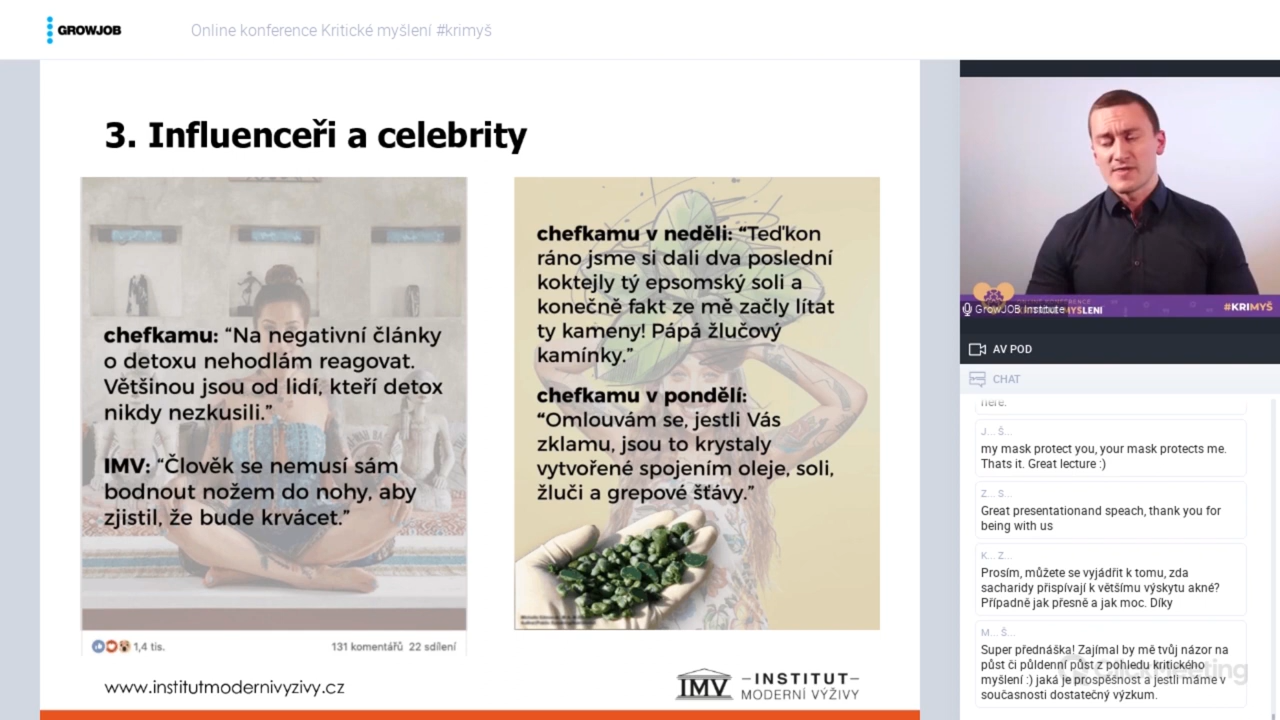 GROWJOB
Online konference Kritické myšlení #krimyš
3. Influenceři a celebrity
chefkamu: “Na negativní články
o detoxu nehodlám reagovat.
Většinou jsou od lidí, kteří detox
nikdy nezkusili.”
IMV: “Člověk se nemusí sám
bodnout nožem do nohy, aby
zjistil, že bude krvácet.”
1,4 tis.
131 komentářů 22 sdílení
chefkamu v neděli: “Teďkon
ráno jsme si dali dva poslední
koktejly tý epsomský soli a
konečně fakt ze mě začly lítat
ty kameny! Pápá žlučový
kamínky.”
chefkamu v pondělí:
“Omlouvám se, jestli Vás
zklamu, jsou to krystaly
vytvořené spojením oleje, soli,
žluči a grepové šťávy.”
www.institutmodernivyzivy.cz
IMV
INSTITUT
MODERNÍ VÝŽIVY
#KRIMYŠ
GrowJOB Institute
AV POD
CHAT
here.
J... Š...
my mask protect you, your mask protects me.
Thats it. Great lecture :)
Z... S...
Great presentationand speach, thank you for
being with us
K... Z...
Prosím, můžete se vyjádřit k tomu, zda
sacharidy přispívají k většímu výskytu akné?
Případně jak přesně a jak moc. Díky
M... Š...
Super přednáška! Zajímal by mě tvůj názor na
půst či půldenní půst z pohledu kritického
myšlení :) jaká je prospěšnost a jestli máme v
současnosti dostatečný výzkum.